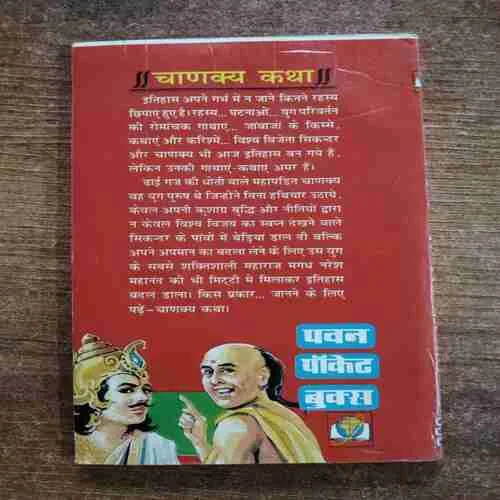 चाणक्य कथा
इतिहास अपने गर्भ में न जाने कितने रहस्य
छिपाए हुए है। रहस्य... घटनाओं... युग परिवर्तन
की रोमांचक गाथाएं,... जांबाजों के किस्से,
कथाएं और करिश्में... विश्व विजेता सिकन्दर
और चाणक्य भी आज इतिहास बन गये हैं,
लेकिन उनकी गाथाएं-कथाएं अमर हैं।
ढाई गज की धोती वाले महापंडित चाणक्य
वह युग पुरुष थे जिन्होंने बिना हथियार उठाये,
केवल अपनी कुशाग्र बुद्धि और नीतियों द्वारा
न केवल विश्व विजय का स्वप्न देखने वाले
सिकन्दर के पांवों में बेड़ियां डाल दी बल्कि
अपने अपमान का बदला लेने के लिए उस युग
के सबसे शक्तिशाली महाराज मगध नरेश
महानंद को भी मिट्टी में मिलाकर इतिहास
बदल डाला। किस प्रकार... जानने के लिए
पढ़ें-चाणक्य कथा।
पवन
पॉकेट
बुक्स